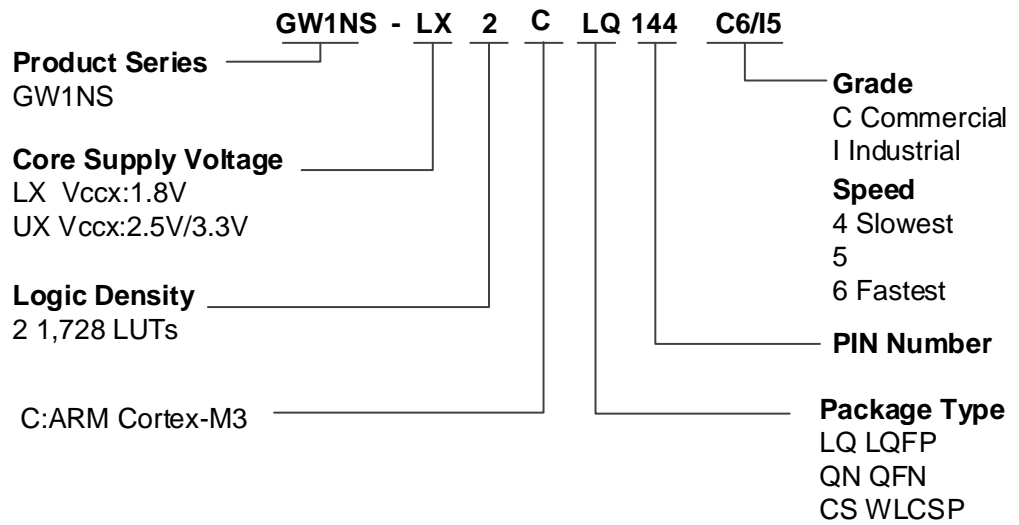 GW1NS - LX 2 C LQ 144 C6/I5
Product Series
GW1NS
Core Supply Voltage
LX Vccx:1.8V
UX Vccx:2.5V/3.3V
Logic Density
2 1,728 LUTs
C:ARM Cortex-M3
Grade
C Commercial
I Industrial
Speed
4 Slowest
5
6 Fastest
PIN Number
Package Type
LQ LQFP
QN QFN
CS WLCSP